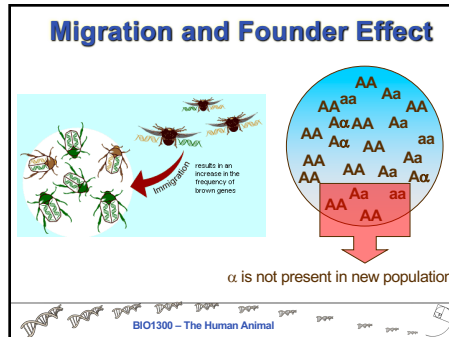 Migration and Founder Effect
results in an
increase in the
frequency of
brown genes
Immigration
AA
AA aa Aa AA
Aα AA Aa
AA Aα AA aa
AA AA Aa Aa
AA Aα
Aa aa
AA AA
α is not present in new population
BIO1300 – The Human Animal